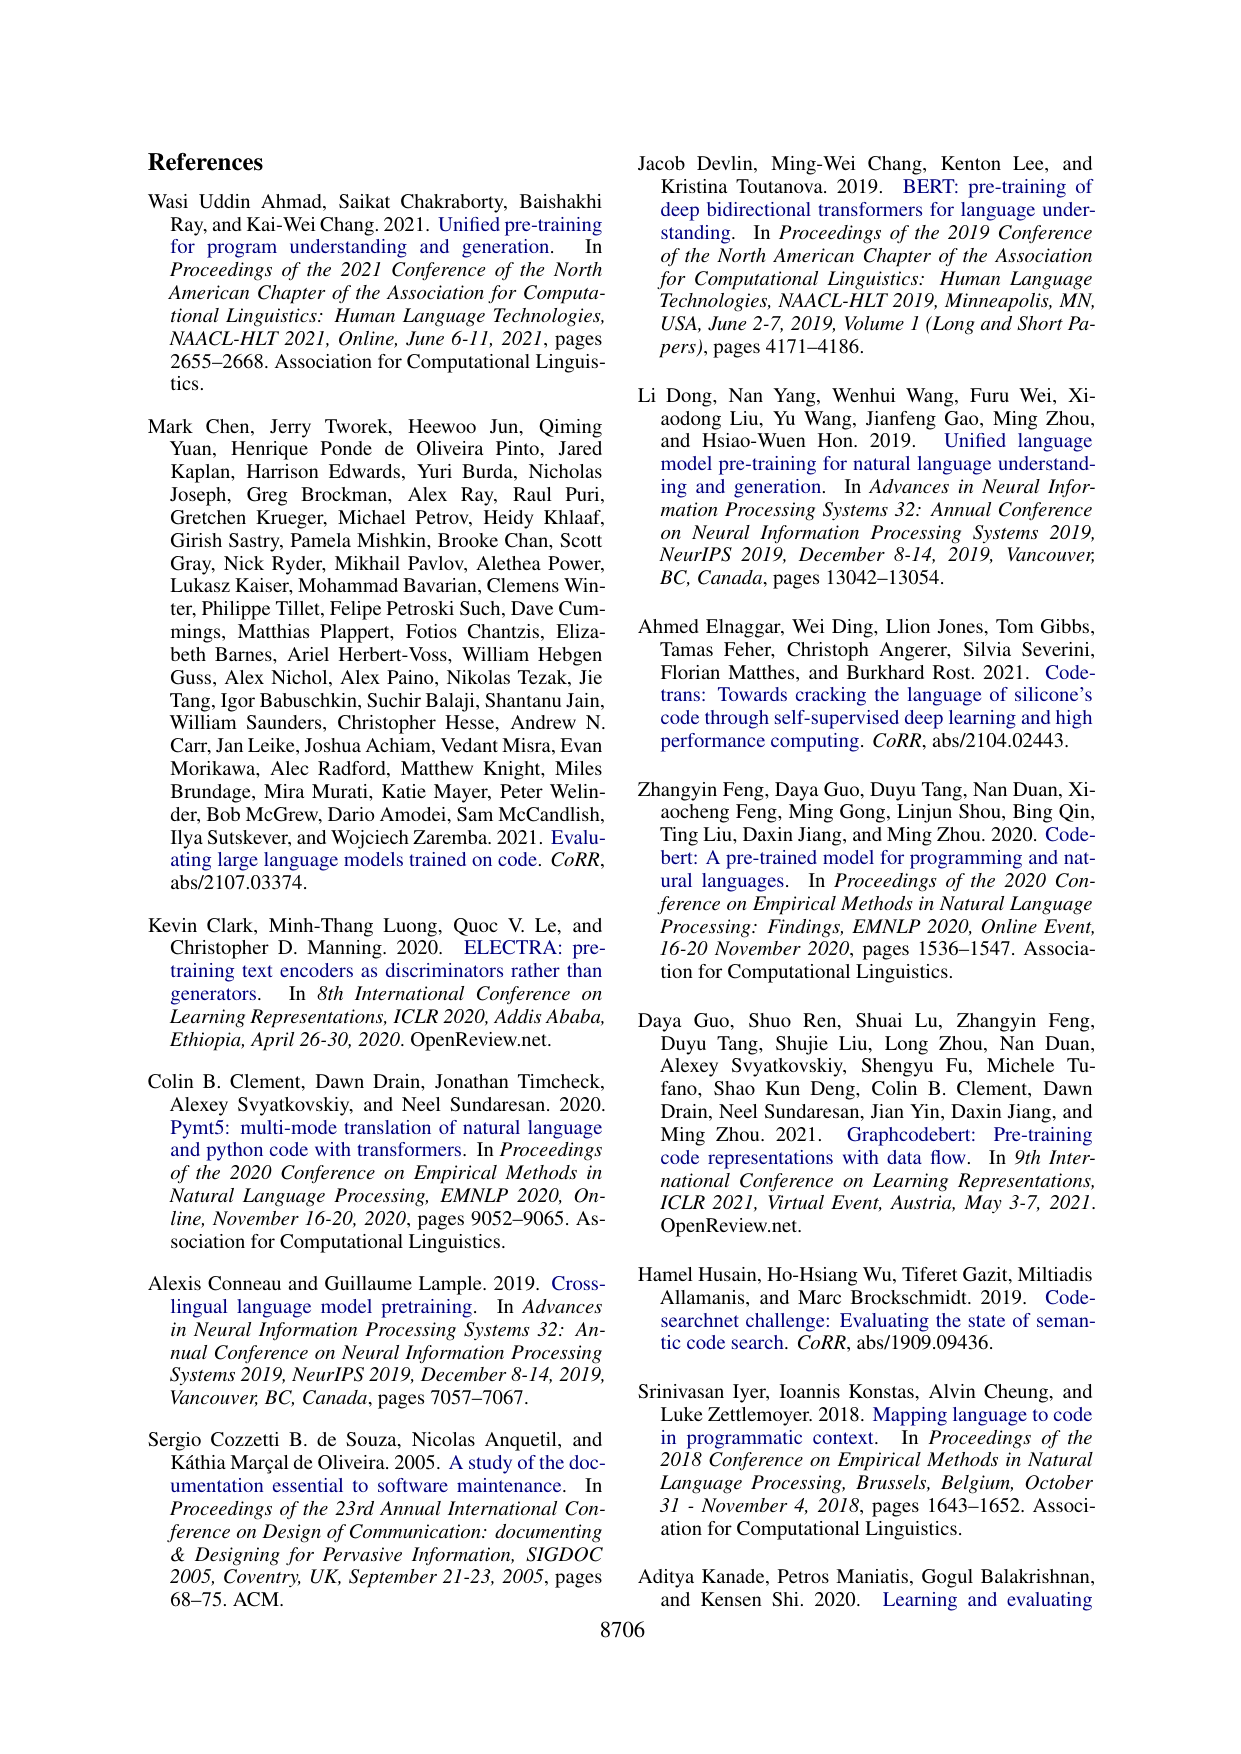 References
Wasi Uddin Ahmad, Saikat Chakraborty, Baishakhi
Ray, and Kai-Wei Chang. 2021. Unified pre-training
for program understanding and generation. In
Proceedings of the 2021 Conference of the North
American Chapter of the Association for Computa-
tional Linguistics: Human Language Technologies,
NAACL-HLT 2021, Online, June 6-11, 2021, pages
2655–2668. Association for Computational Linguis-
tics.
Mark Chen, Jerry Tworek, Heewoo Jun, Qiming
Yuan, Henrique Ponde de Oliveira Pinto, Jared
Kaplan, Harrison Edwards, Yuri Burda, Nicholas
Joseph, Greg Brockman, Alex Ray, Raul Puri,
Gretchen Krueger, Michael Petrov, Heidy Khlaaf,
Girish Sastry, Pamela Mishkin, Brooke Chan, Scott
Gray, Nick Ryder, Mikhail Pavlov, Alethea Power,
Lukasz Kaiser, Mohammad Bavarian, Clemens Win-
ter, Philippe Tillet, Felipe Petroski Such, Dave Cum-
mings, Matthias Plappert, Fotios Chantzis, Eliza-
beth Barnes, Ariel Herbert-Voss, William Hebgen
Guss, Alex Nichol, Alex Paino, Nikolas Tezak, Jie
Tang, Igor Babuschkin, Suchir Balaji, Shantanu Jain,
William Saunders, Christopher Hesse, Andrew N.
Carr, Jan Leike, Joshua Achiam, Vedant Misra, Evan
Morikawa, Alec Radford, Matthew Knight, Miles
Brundage, Mira Murati, Katie Mayer, Peter Welin-
der, Bob McGrew, Dario Amodei, Sam McCandlish,
Ilya Sutskever, and Wojciech Zaremba. 2021. Evalu-
ating large language models trained on code. CoRR,
abs/2107.03374.
Kevin Clark, Minh-Thang Luong, Quoc V. Le, and
Christopher D. Manning. 2020. ELECTRA: pre-
training text encoders as discriminators rather than
generators. In 8th International Conference on
Learning Representations, ICLR 2020, Addis Ababa,
Ethiopia, April 26-30, 2020. OpenReview.net.
Colin B. Clement, Dawn Drain, Jonathan Timcheck,
Alexey Svyatkovskiy, and Neel Sundaresan. 2020.
Pymt5: multi-mode translation of natural language
and python code with transformers. In Proceedings
of the 2020 Conference on Empirical Methods in
Natural Language Processing, EMNLP 2020, On-
line, November 16-20, 2020, pages 9052–9065. As-
sociation for Computational Linguistics.
Alexis Conneau and Guillaume Lample. 2019. Cross-
lingual language model pretraining. In Advances
in Neural Information Processing Systems 32: An-
nual Conference on Neural Information Processing
Systems 2019, NeurIPS 2019, December 8-14, 2019,
Vancouver, BC, Canada, pages 7057–7067.
Sergio Cozzetti B. de Souza, Nicolas Anquetil, and
Káthia Marçal de Oliveira. 2005. A study of the doc-
umentation essential to software maintenance. In
Proceedings of the 23rd Annual International Con-
ference on Design of Communication: documenting
& Designing for Pervasive Information, SIGDOC
2005, Coventry, UK, September 21-23, 2005, pages
68–75. ACM.
Jacob Devlin, Ming-Wei Chang, Kenton Lee, and
Kristina Toutanova. 2019. BERT: pre-training of
deep bidirectional transformers for language under-
standing. In Proceedings of the 2019 Conference
of the North American Chapter of the Association
for Computational Linguistics: Human Language
Technologies, NAACL-HLT 2019, Minneapolis, MN,
USA, June 2-7, 2019, Volume 1 (Long and Short Pa-
pers), pages 4171–4186.
Li Dong, Nan Yang, Wenhui Wang, Furu Wei, Xi-
aodong Liu, Yu Wang, Jianfeng Gao, Ming Zhou,
and Hsiao-Wuen Hon. 2019. Unified language
model pre-training for natural language understand-
ing and generation. In Advances in Neural Infor-
mation Processing Systems 32: Annual Conference
on Neural Information Processing Systems 2019,
NeurIPS 2019, December 8-14, 2019, Vancouver,
BC, Canada, pages 13042–13054.
Ahmed Elnaggar, Wei Ding, Llion Jones, Tom Gibbs,
Tamas Feher, Christoph Angerer, Silvia Severini,
Florian Matthes, and Burkhard Rost. 2021. Code-
trans: Towards cracking the language of silicone's
code through self-supervised deep learning and high
performance computing. CoRR, abs/2104.02443.
Zhangyin Feng, Daya Guo, Duyu Tang, Nan Duan, Xi-
aocheng Feng, Ming Gong, Linjun Shou, Bing Qin,
Ting Liu, Daxin Jiang, and Ming Zhou. 2020. Code-
bert: A pre-trained model for programming and nat-
ural languages. In Proceedings of the 2020 Con-
ference on Empirical Methods in Natural Language
Processing: Findings, EMNLP 2020, Online Event,
16-20 November 2020, pages 1536–1547. Associa-
tion for Computational Linguistics.
Daya Guo, Shuo Ren, Shuai Lu, Zhangyin Feng,
Duyu Tang, Shujie Liu, Long Zhou, Nan Duan,
Alexey Svyatkovskiy, Shengyu Fu, Michele Tu-
fano, Shao Kun Deng, Colin B. Clement, Dawn
Drain, Neel Sundaresan, Jian Yin, Daxin Jiang, and
Ming Zhou. 2021. Graphcodebert: Pre-training
code representations with data flow. In 9th Inter-
national Conference on Learning Representations,
ICLR 2021, Virtual Event, Austria, May 3-7, 2021.
OpenReview.net.
Hamel Husain, Ho-Hsiang Wu, Tiferet Gazit, Miltiadis
Allamanis, and Marc Brockschmidt. 2019. Code-
searchnet challenge: Evaluating the state of seman-
tic code search. CoRR, abs/1909.09436.
Srinivasan Iyer, Ioannis Konstas, Alvin Cheung, and
Luke Zettlemoyer. 2018. Mapping language to code
in programmatic context. In Proceedings of the
2018 Conference on Empirical Methods in Natural
Language Processing, Brussels, Belgium, October
31 - November 4, 2018, pages 1643–1652. Associ-
ation for Computational Linguistics.
Aditya Kanade, Petros Maniatis, Gogul Balakrishnan,
and Kensen Shi. 2020. Learning and evaluating
8706